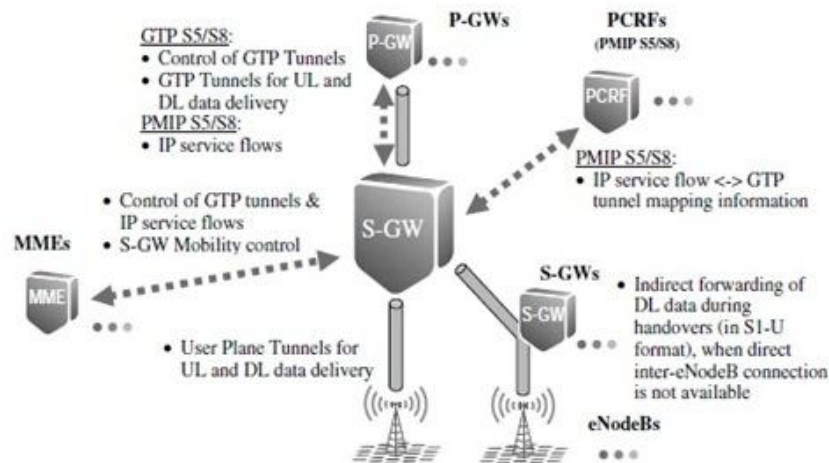 P-GWs
P-GW
GTP S5/S8:
• Control of GTP Tunnels
• GTP Tunnels for UL and
DL data delivery
PMIP S5/S8:
• IP service flows
PCRFs
(PMIP S5/S8)
PCRF
PMIP S5/S8:
• IP service flow <-> GTP
tunnel mapping information
• Control of GTP tunnels &
IP service flows
• S-GW Mobility control
MMEs
MME
S-GW
S-GWs
S-GW
• Indirect forwarding of
DL data during
handovers (in S1-U
format), when direct
inter-eNodeB connection
is not available
• User Plane Tunnels for
UL and DL data delivery
eNodeBs